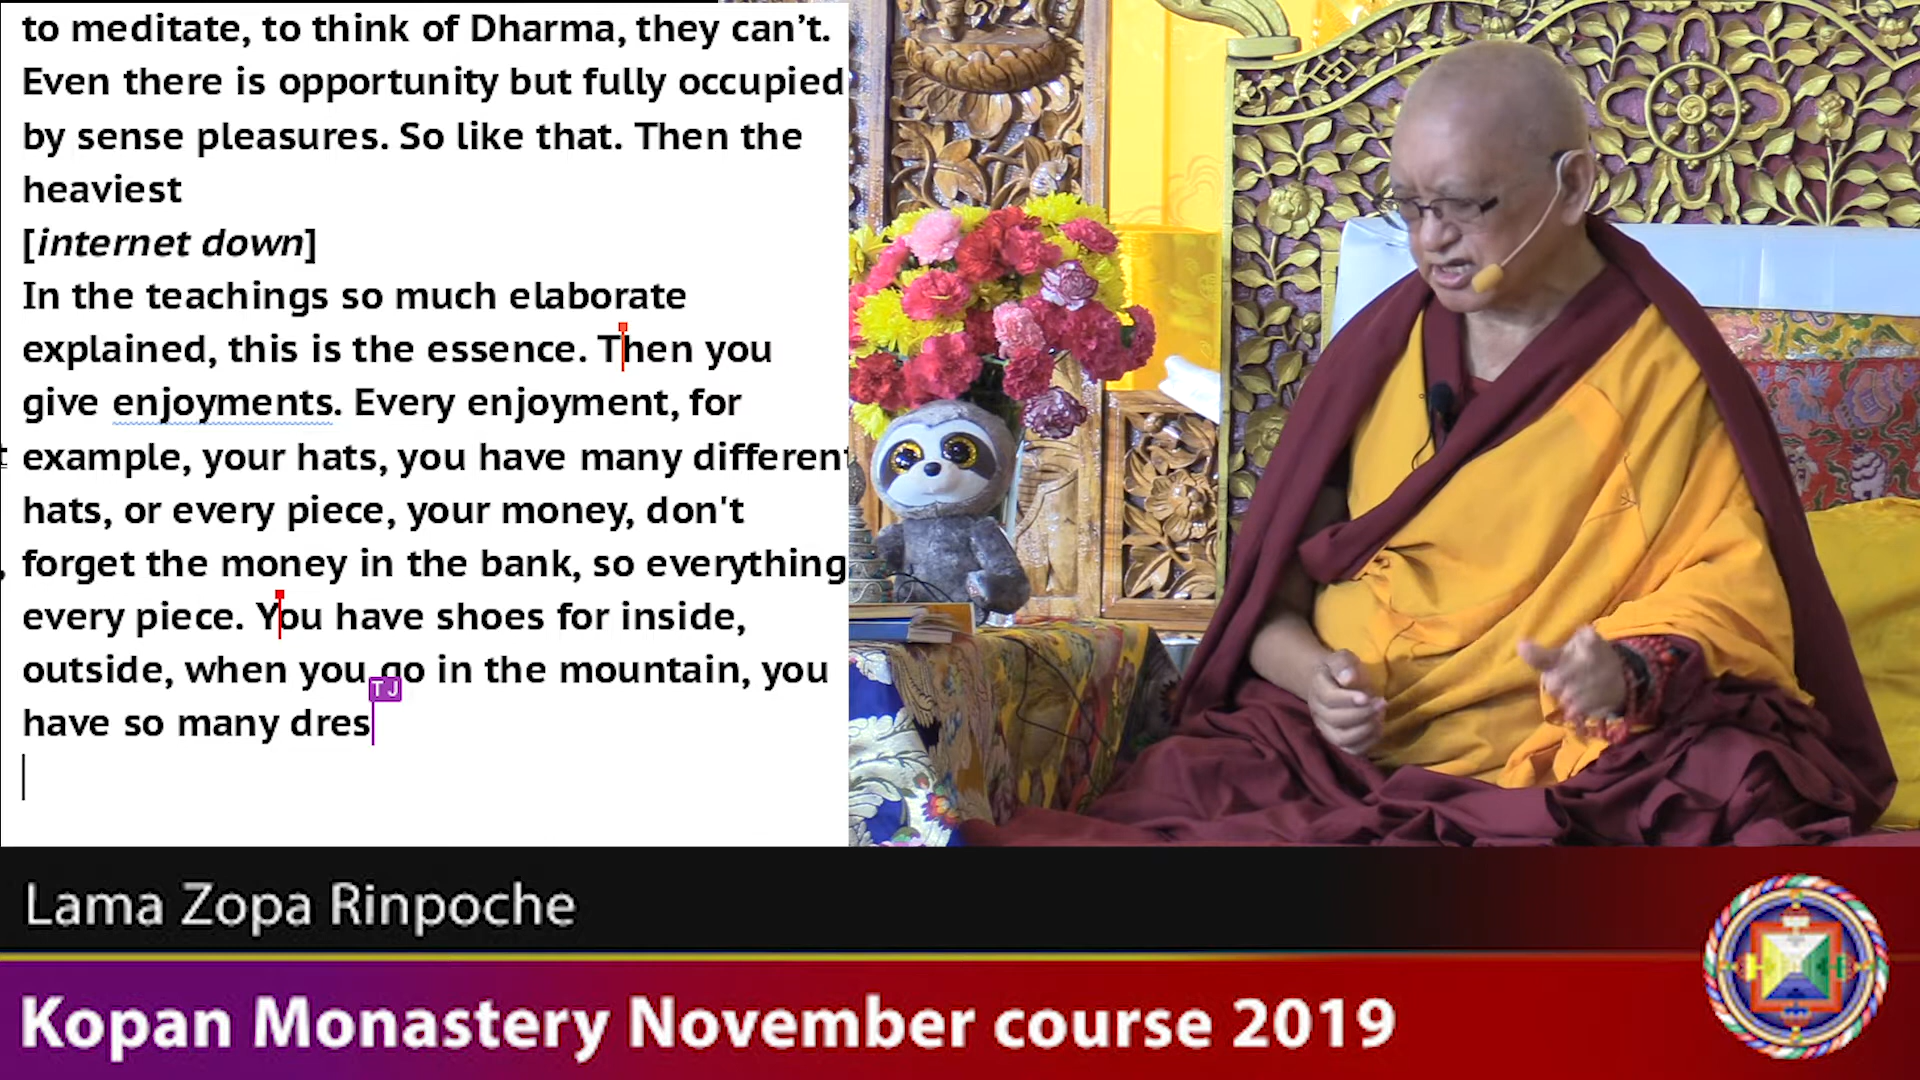 to meditate, to think of Dharma, they can’t.
Even there is opportunity but fully occupied
by sense pleasures. So like that. Then the
heaviest
[internet down]
In the teachings so much elaborate
explained, this is the essence. Then you
give enjoyments. Every enjoyment, for
example, your hats, you have many different
hats, or every piece, your money, don't
forget the money in the bank, so everything
every piece. You have shoes for inside,
outside, when you go in the mountain, you
TJ
have so many dres
Lama Zopa Rinpoche
Kopan Monastery November course 2019